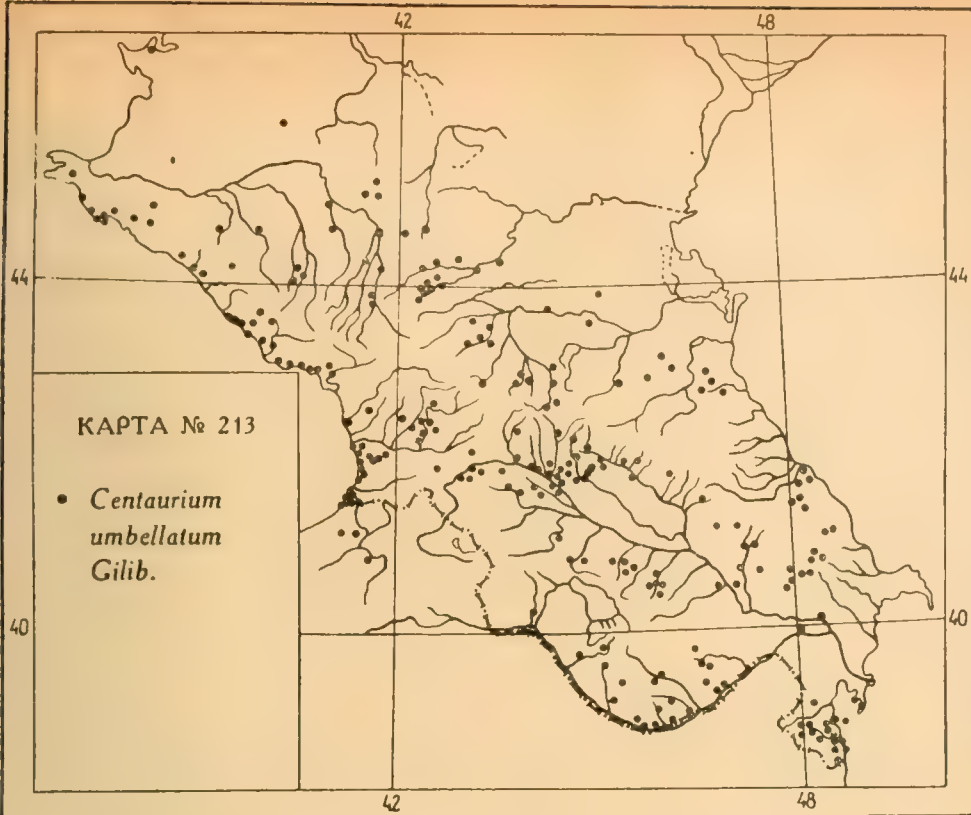 42 48
44 44
КАРТА № 213
• Centaurium
umbellatum
Gilib.
40 40
42 48